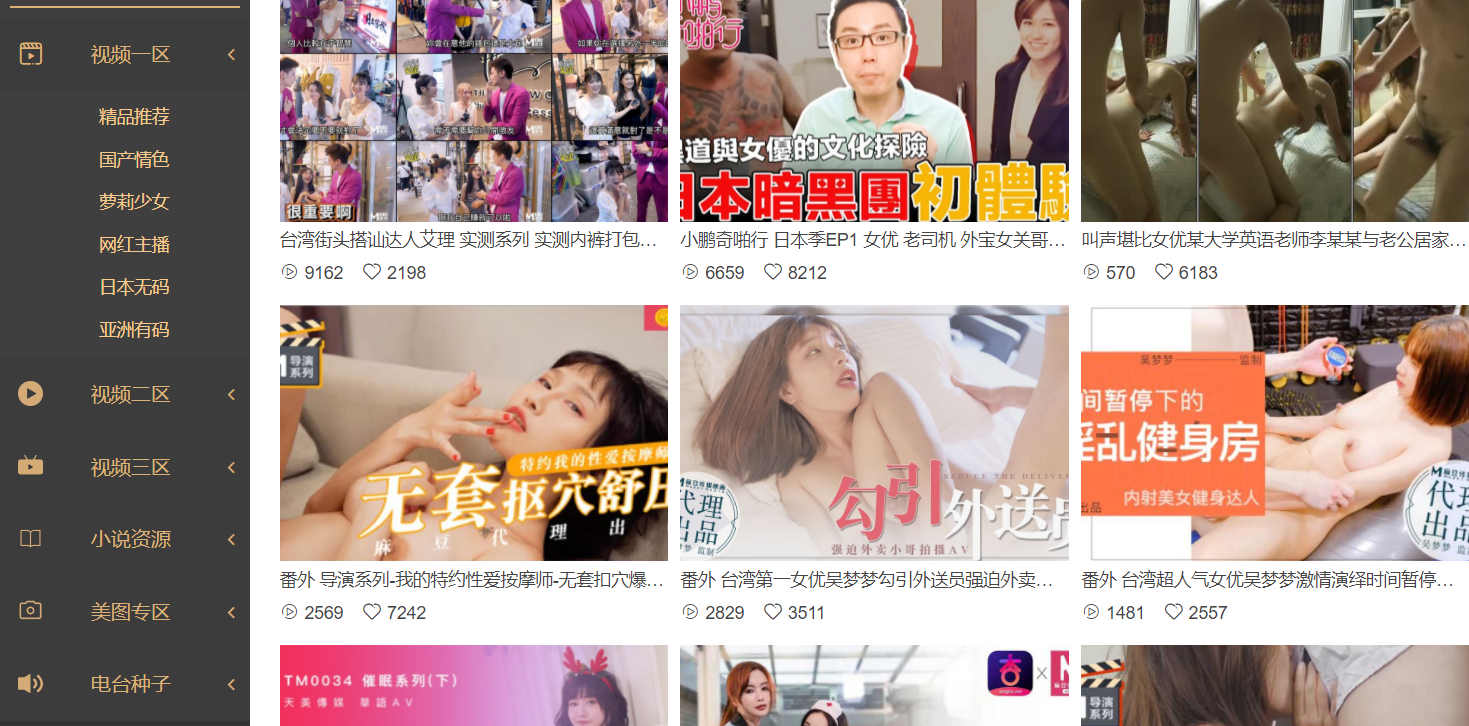 视频一区
精品推荐
国产情色
萝莉少女
网红主播
日本无码
亚洲有码
视频二区
视频三区
小说资源
美图专区
电台种子
很重要啊
台湾街头搭讪达人艾理 实测系列 实测内裤打包…
9162 8198
道與女優的文化探險
日本暗黑團初體驗
小鹏奇啪行 日本季EP1 女优 老司机 外宝女关哥…
6659 8212
叫声堪比女优某大学英语老师李某某与老公居家…
570 6183
导演
系列
特约我的性爱按摩师
无套抠穴舒压
麻豆代理出
番外 导演系列-我的特约性爱按摩师-无套扣穴爆…
2569 7242
勾引外送员
SEDUCE THE DELIVER
强迫外卖小哥拍摄AV
代理
出品
番外 台湾第一女优吴梦梦勾引外送员强迫外卖…
2829 3511
吴梦梦 监制
间暂停下的
淫乱健身房
内射美女健身达人
代理
出品
番外 台湾超人气女优吴梦梦激情演绎时间暂停…
1481 2557
TM0034 催眠系列(下)
天美傳媒 華語AV
X
导演
系列